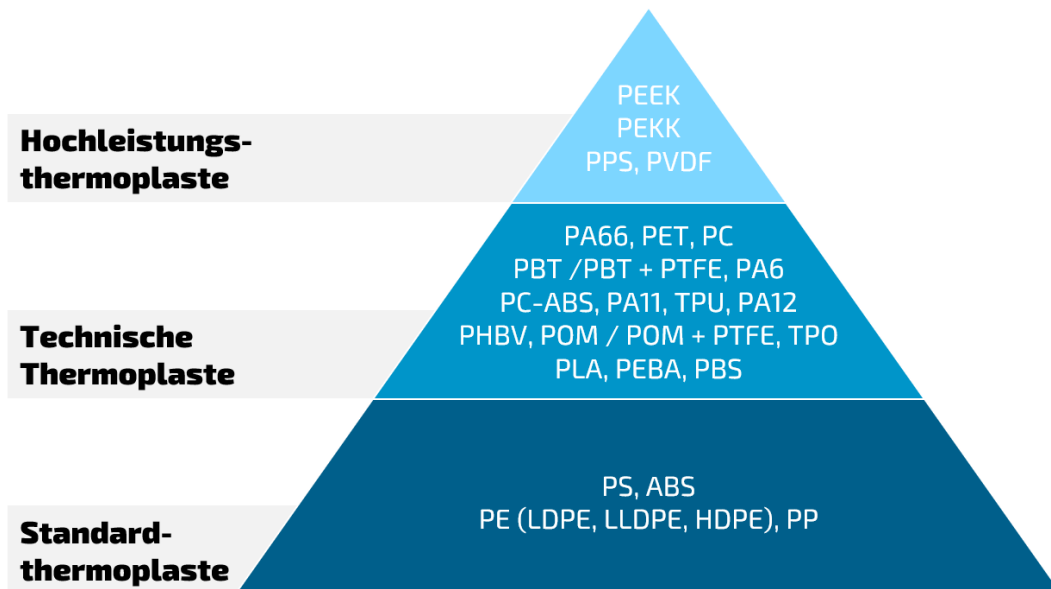 PEEK
PEKK
PPS, PVDF
Hochleistungs-
thermoplaste
PA66, PET, PC
PBT /PBT + PTFE, PA6
PC-ABS, PA11, TPU, PA12
PHBV, POM / POM + PTFE, TPO
PLA, PEBA, PBS
Technische
Thermoplaste
PS, ABS
PE (LDPE, LLDPE, HDPE), PP
Standard-
thermoplaste